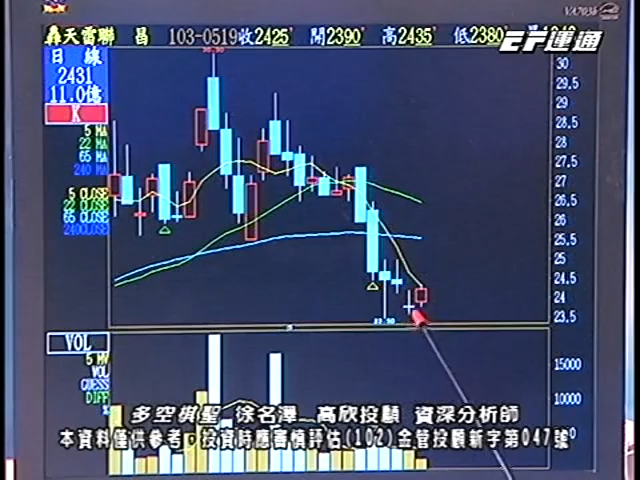 VA703b
轟天雷 聯昌 103-0519收2425' 開2390' 高2435' 低2380'
EF運通
日 線
2431
11.0億
K
5 MA
22 MA
65 MA
240 MA
5 CLOSE
22 CLOSE
65 CLOSE
240CLOSE
30
29.5
29
28.5
28
27.5
27
26.5
26
25.5
25
24.5
24
23.5
VOL
5 MV
VOL
GUESS
DIFF
%
15000
10000
多空與聖 徐名澤 高欣投顧 資深分析師
本資料僅供參考，投資時應審慎評估(102)金管投顧新字第047號